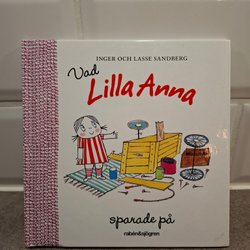 INGER OCH LASSE SANDBERG
Vad
Lilla Anna
sparade på
rabén&sjögren